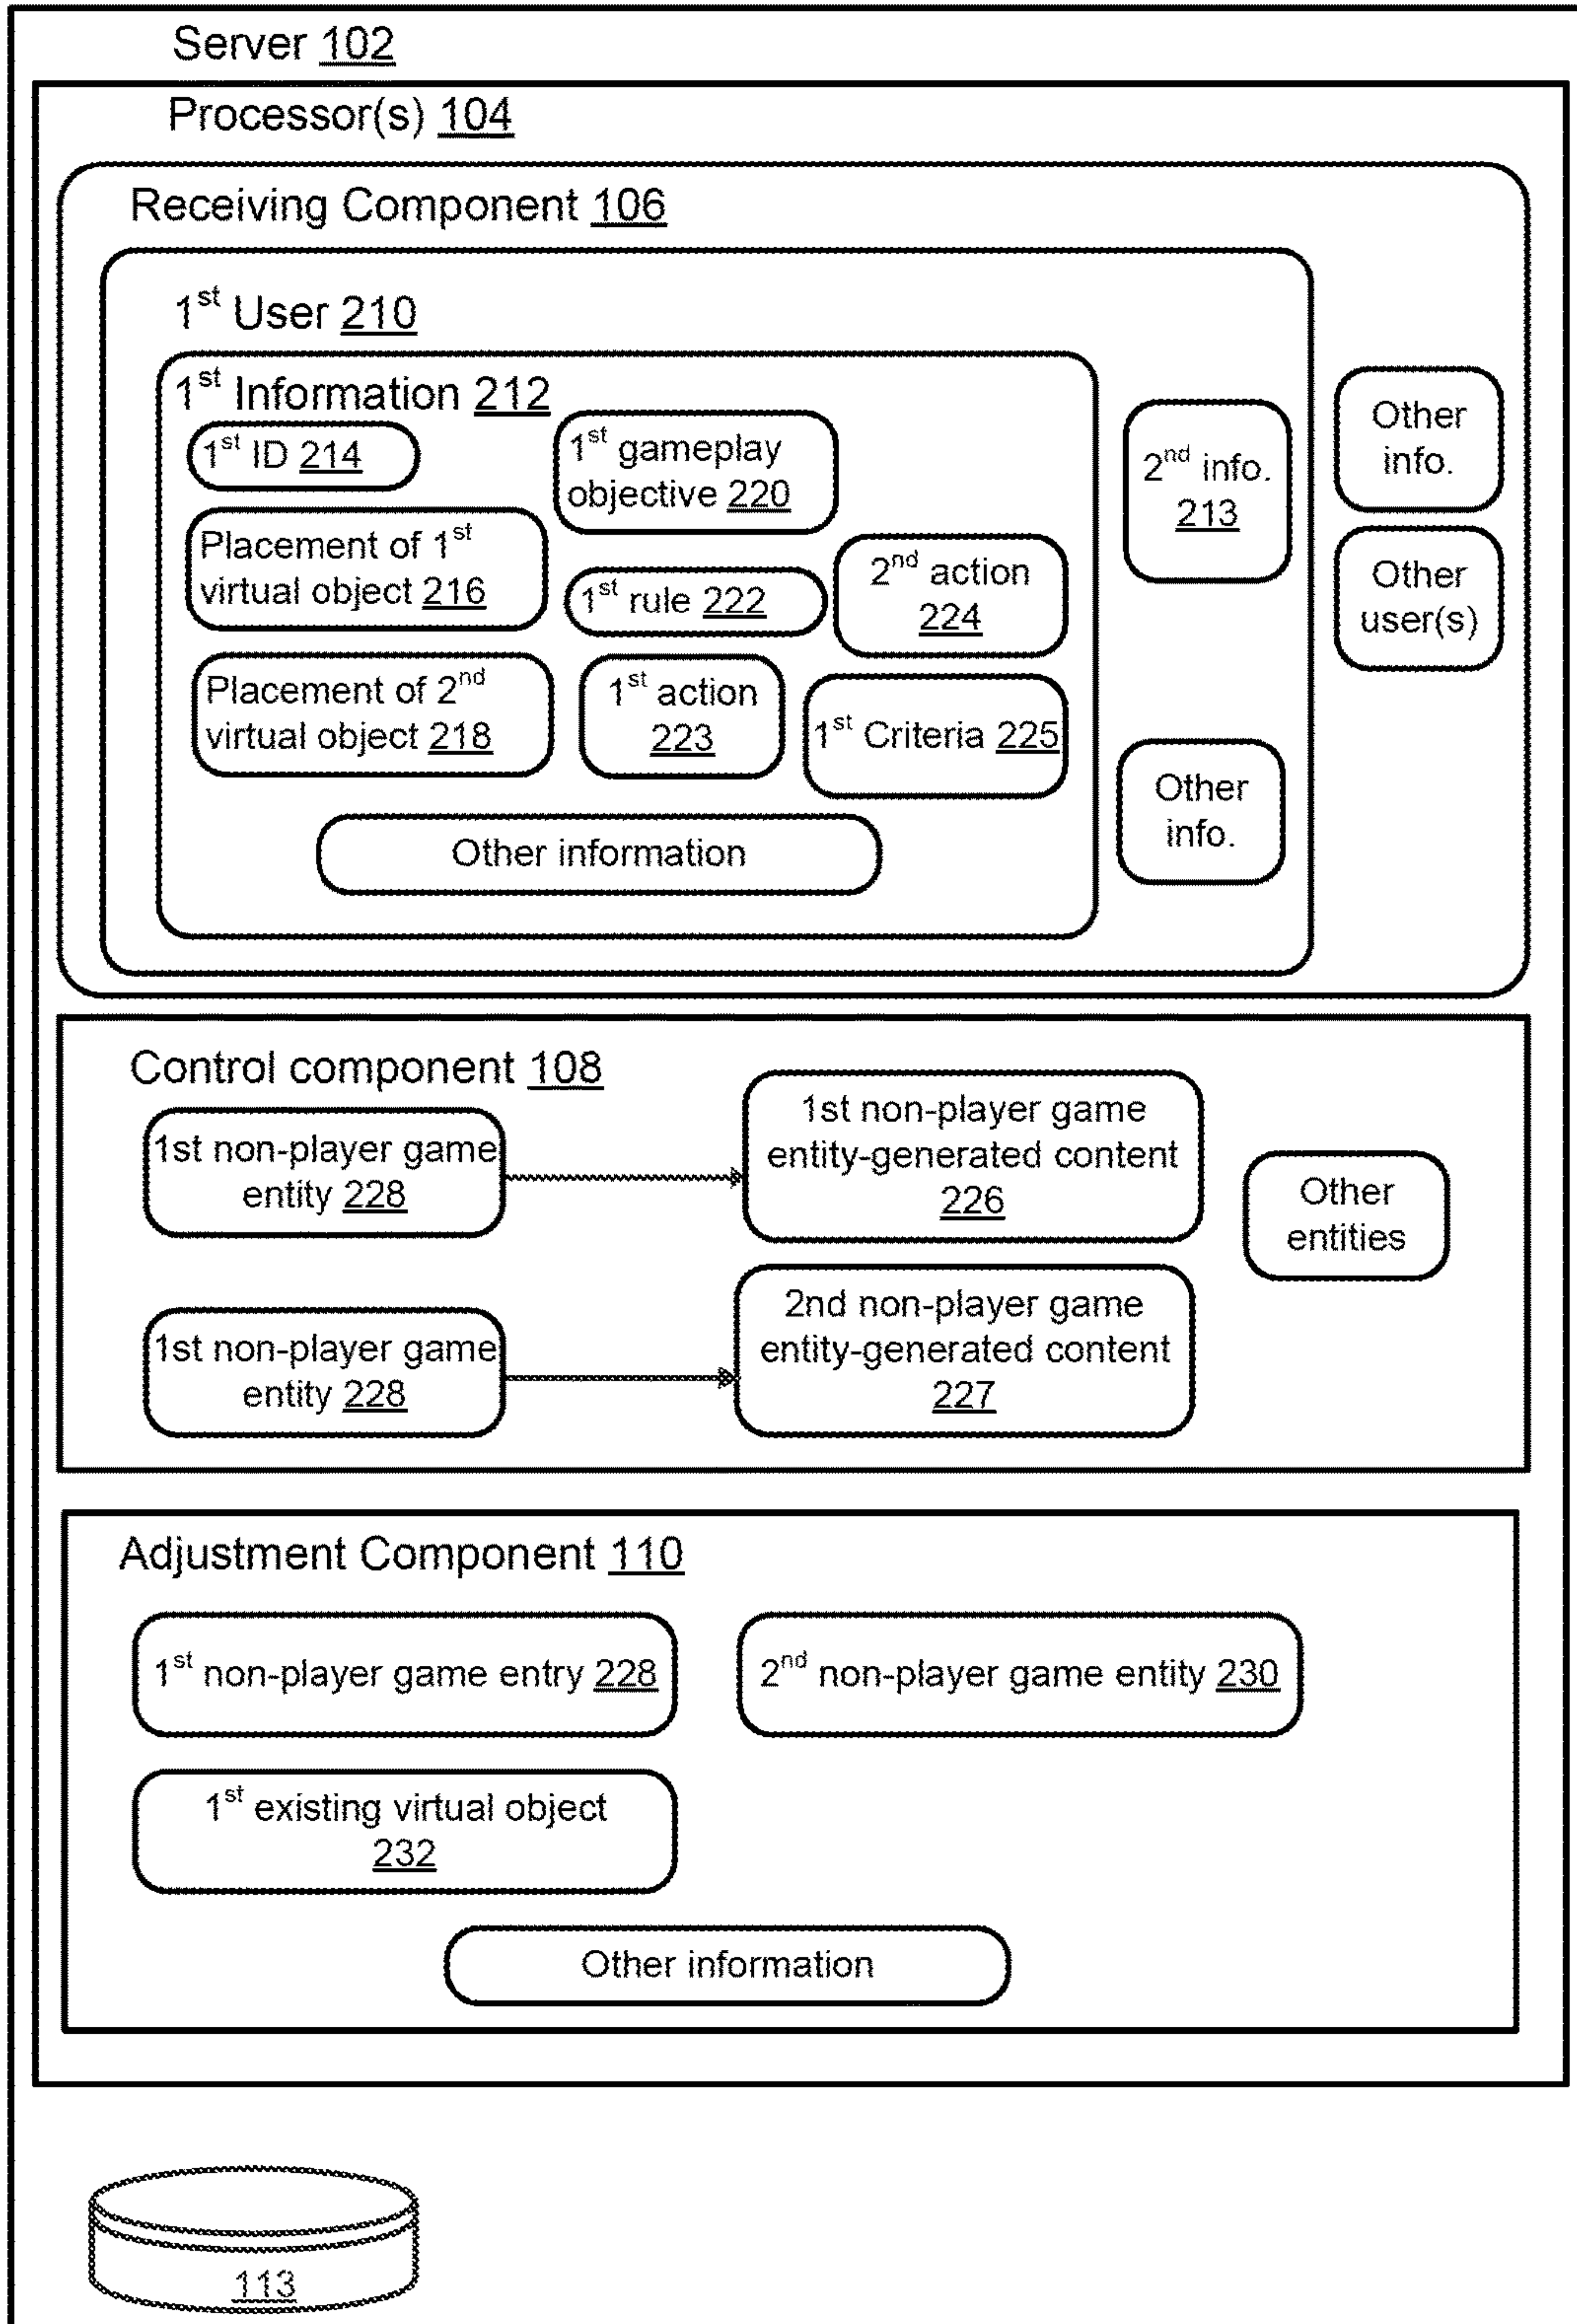 Server 102
Processor(s) 104
Receiving Component 106
1st User 210
1st Information 212
1st ID 214
1st gameplay
objective 220
Placement of 1st
virtual object 216
1st rule 222
2nd action
224
Placement of 2nd
virtual object 218
1st action
223
1st Criteria 225
Other information
2nd info.
213
Other
info.
Other
info.
Other
user(s)
Control component 108
1st non-player game
entity 228
1st non-player game
entity-generated content
226
Other
entities
1st non-player game
entity 228
2nd non-player game
entity-generated content
227
Adjustment Component 110
1st non-player game entry 228
2nd non-player game entity 230
1st existing virtual object
232
Other information
113